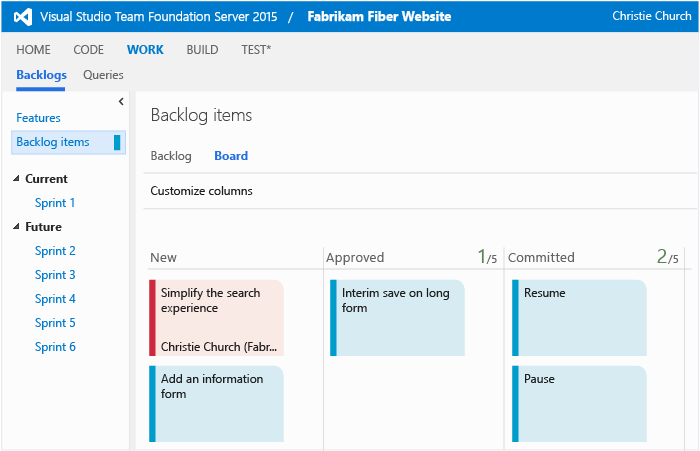 Visual Studio Team Foundation Server 2015 / Fabrikam Fiber Website Christie Church
HOME CODE WORK BUILD TEST*
Backlogs Queries
Features
Backlog items
Current
Sprint 1
Future
Sprint 2
Sprint 3
Sprint 4
Sprint 5
Sprint 6
Backlog items
Backlog Board
Customize columns
New Approved 1/5 Committed 2/5
Simplify the search
experience
Christie Church (Fabr...
Add an information
form
Interim save on long
form
Resume
Pause